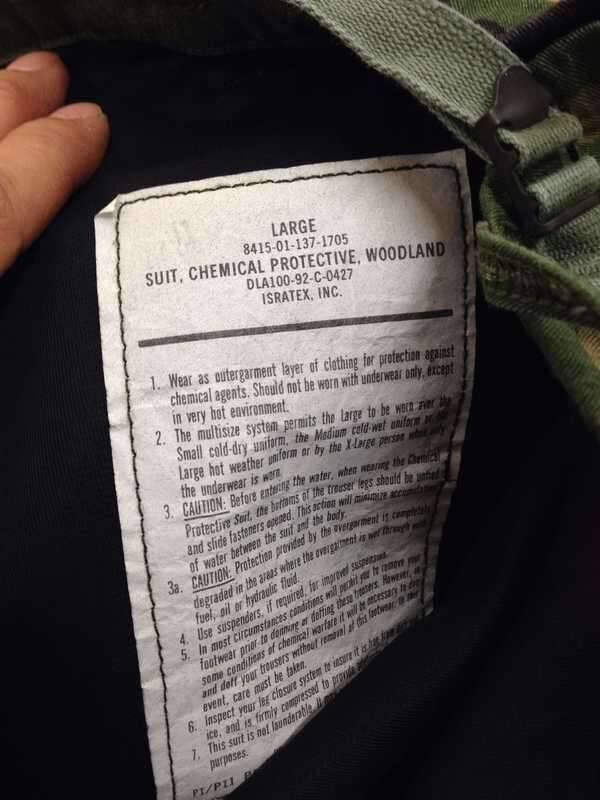 LARGE
8415-01-137-1705
SUIT, CHEMICAL PROTECTIVE, WOODLAND
DLA100-92-C-0427
ISRATEX, INC.
1. Wear as outergarment layer of clothing for protection against
chemical agents. Should not be worn with underwear only, except
in very hot environment.
2. The multisize system permits the Large to be worn over the
Small cold-dry uniform, the Medium cold-wet uniform or the
Large hot weather uniform or by the X-Large person when only
the underwear is worn.
3. CAUTION: Before entering the water, when wearing the Chemical
Protective Suit, the bottoms of the trouser legs should be
and slide fasteners opened. This action will minimize
of water between the suit and the body.
3a. CAUTION: Protection provided by the overgarment is completely
degraded in the areas where the overgarment is wet through with
fuel, oil or hydraulic fluid.
4. Use suspenders, if required, for improved suspension.
5. In most circumstances conditions will permit you to remove your
footwear prior to donning or doffing these trousers. However, in
some conditions of chemical warfare it will be necessary to don
and doff your trousers without removal of this footwear; in
event, care must be taken.
6. Inspect your leg closure system to insure it is free from
ice, and is firmly compressed to provide
7. This suit is not launderable. It
purposes.
PI/P11